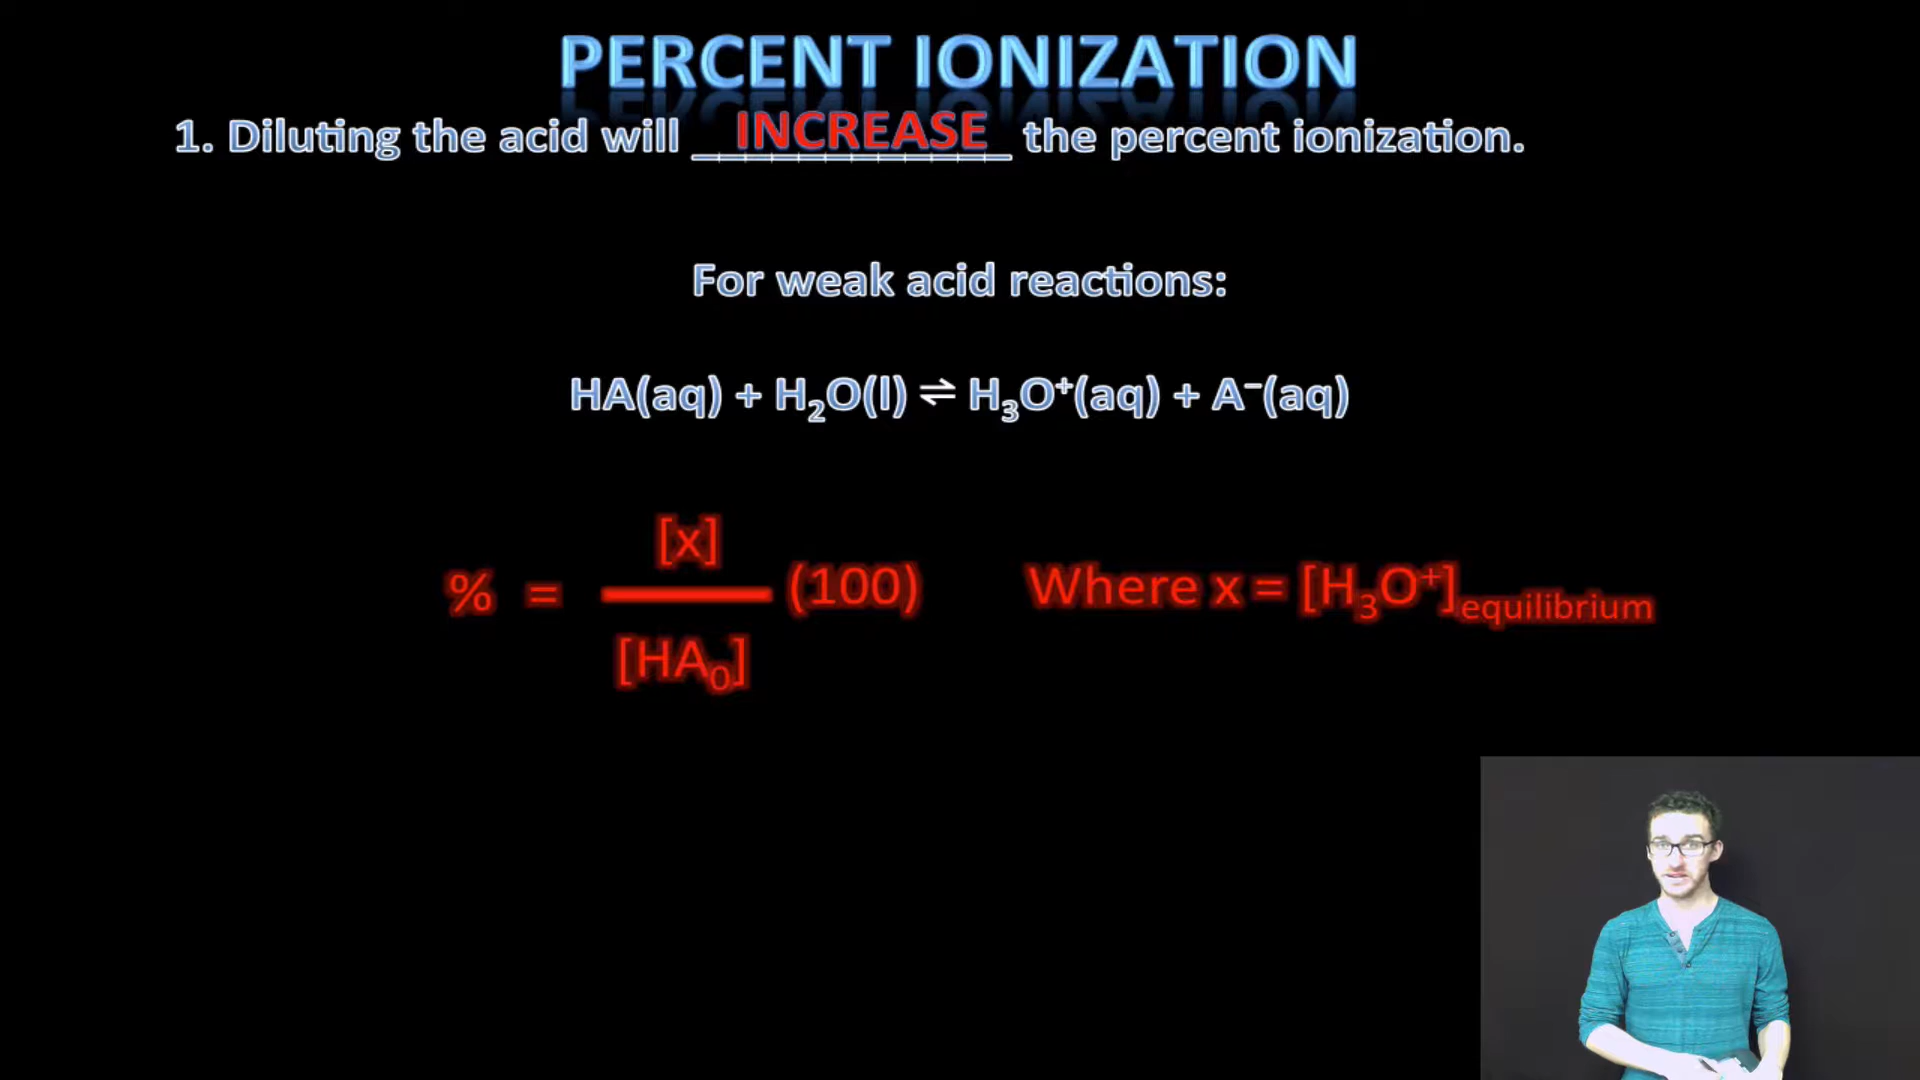 PERCENT IONIZATION
1. Diluting the acid will INCREASE the percent ionization.
For weak acid reactions:
HA(aq) + H₂O(l) ⇌ H₃O⁺(aq) + A⁻(aq)
% = [x] / [HA₀] (100)
Where x = [H₃O⁺]equilibrium